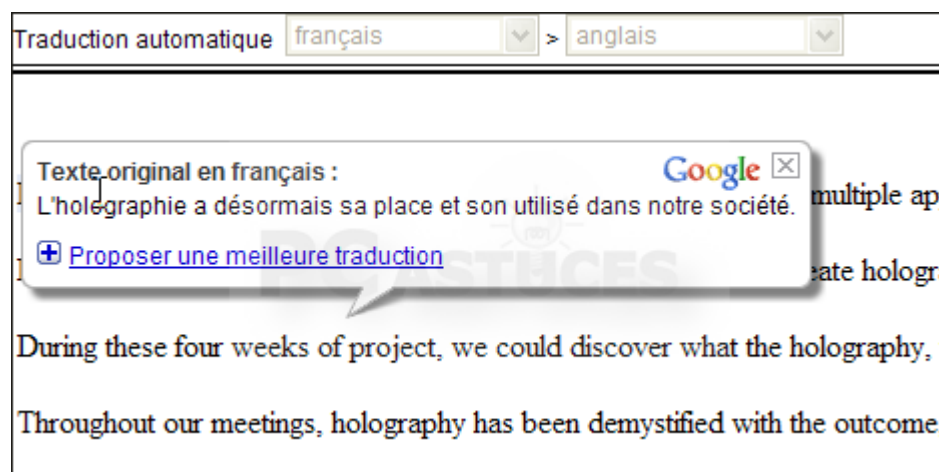 Traduction automatique français > anglais
Texte original en français :
Google
L'holographie a désormais sa place et son utilisé dans notre société.
multiple ap
Proposer une meilleure traduction
eate hologr
PC ASTUCES
During these four weeks of project, we could discover what the holography,
Throughout our meetings, holography has been demystified with the outcome